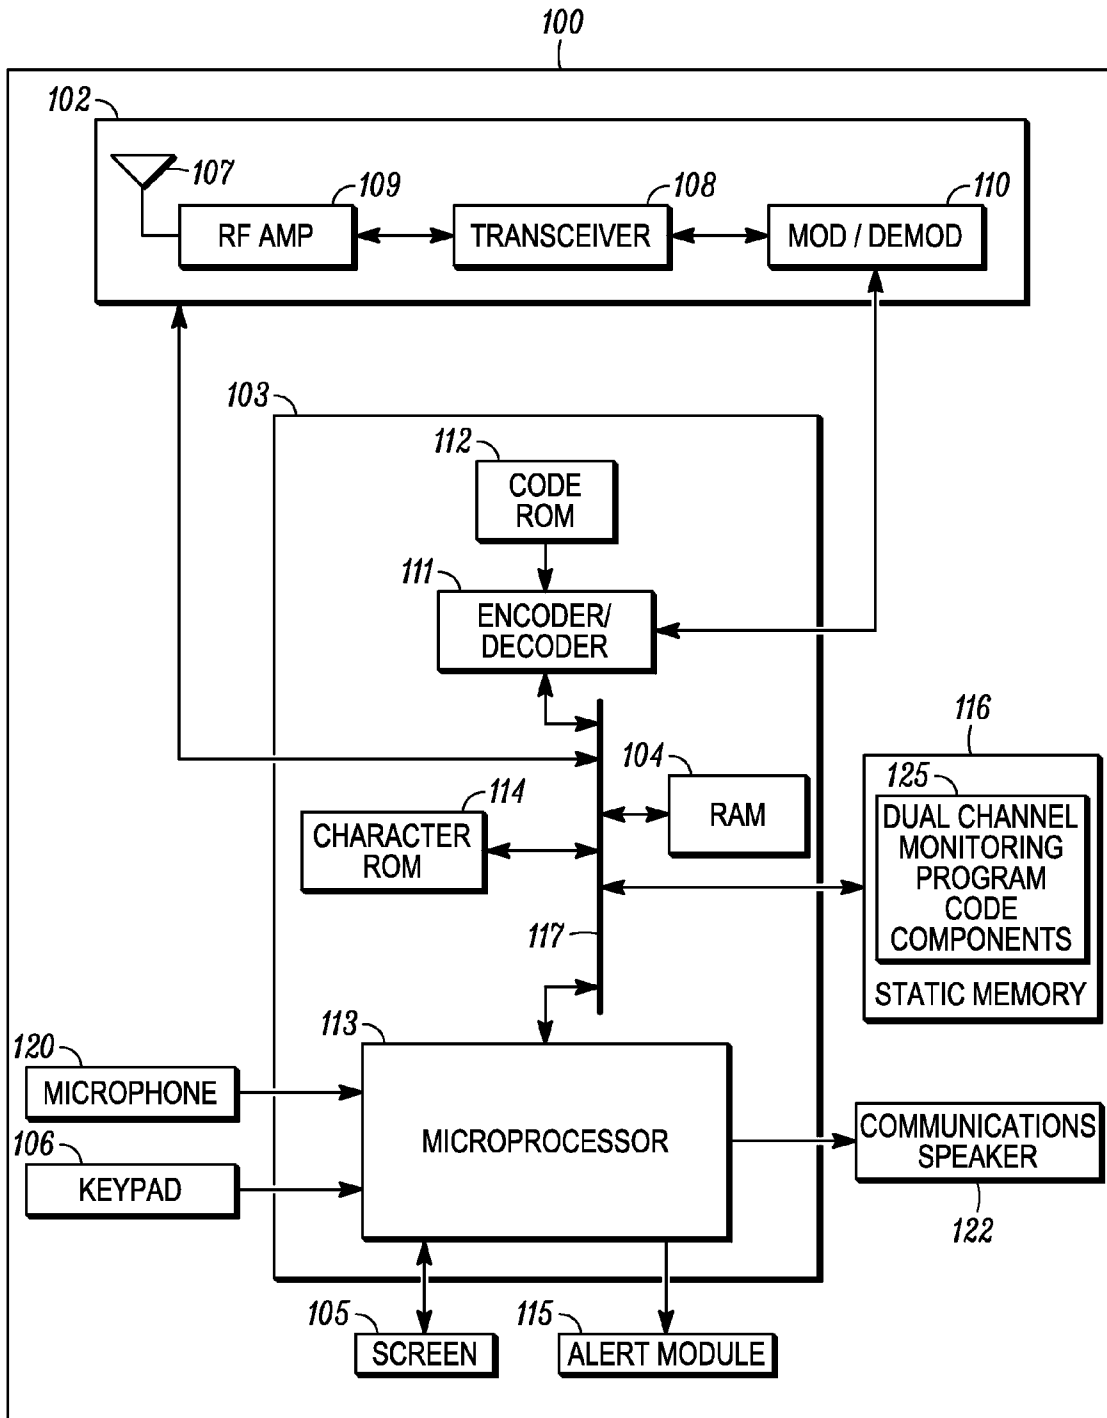 100
102
107
109
RF AMP
108
TRANSCEIVER
110
MOD / DEMOD
103
112
CODE
ROM
111
ENCODER/
DECODER
116
104
RAM
125
DUAL CHANNEL
MONITORING
PROGRAM
CODE
COMPONENTS
STATIC MEMORY
114
CHARACTER
ROM
117
113
MICROPROCESSOR
120
MICROPHONE
106
KEYPAD
COMMUNICATIONS
SPEAKER
122
105
SCREEN
115
ALERT MODULE